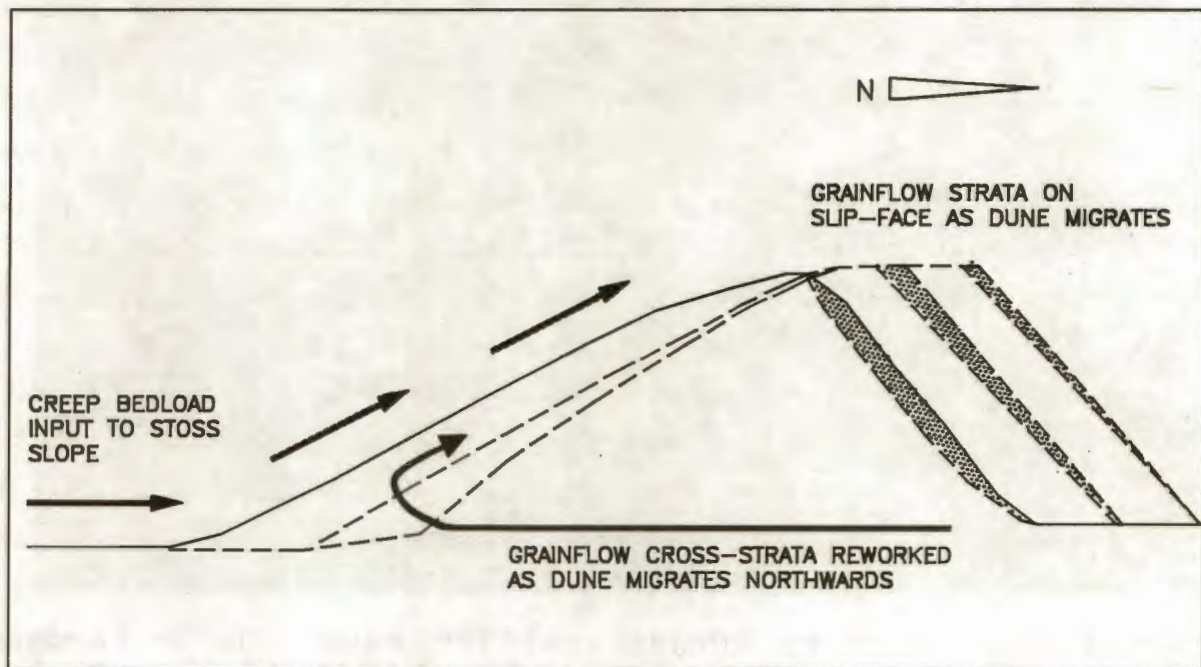 N
GRAINFLOW STRATA ON
SLIP-FACE AS DUNE MIGRATES
CREEP BEDLOAD
INPUT TO STOSS
SLOPE
GRAINFLOW CROSS-STRATA REWORKED
AS DUNE MIGRATES NORTHWARDS